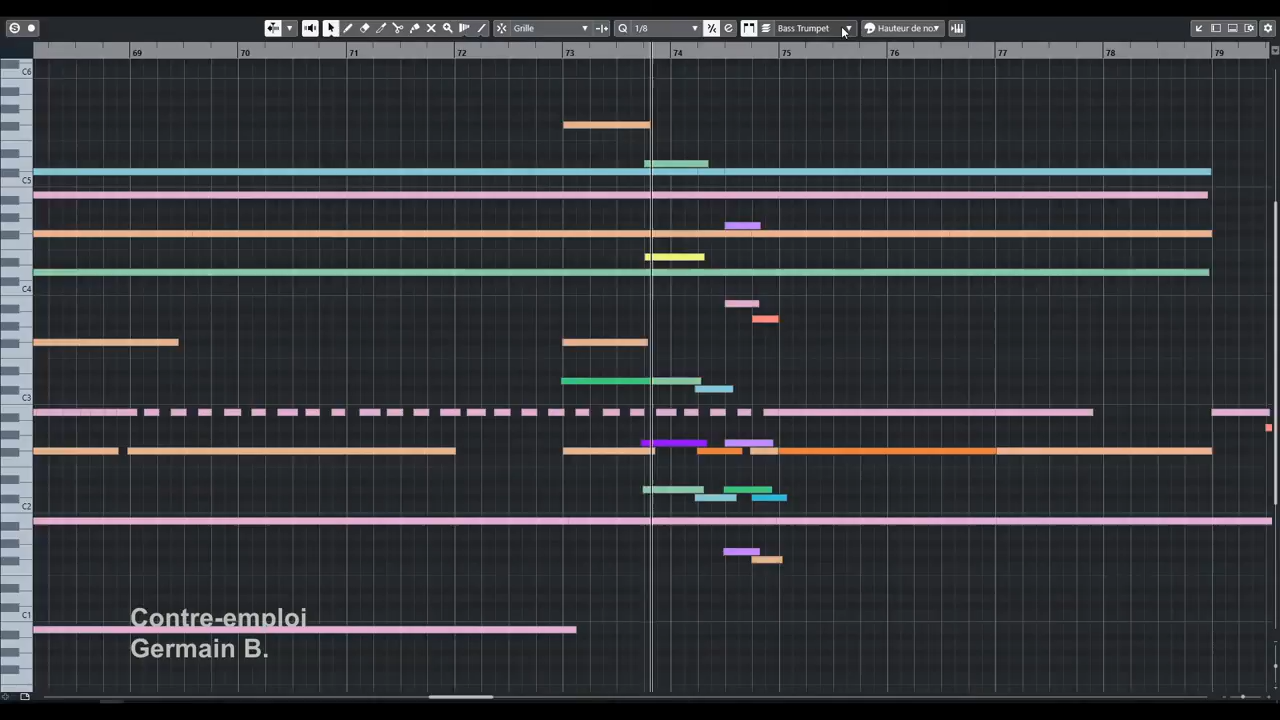 Grille
Q 1/8
Bass Trumpet
Hauteur de no
69 70 71 72 73 74 75 76 77 78 79
C6
C5
C4
C3
C2
C1
Contre-emploi
Germain B.